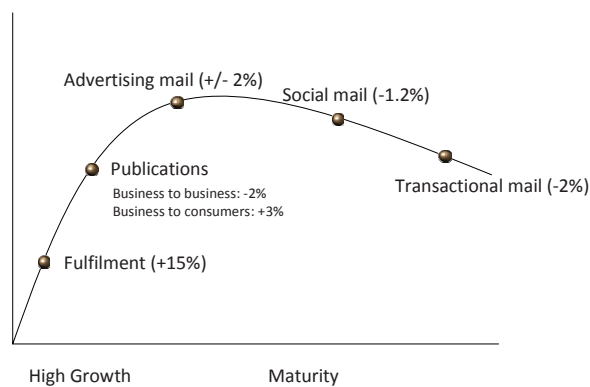 Advertising mail (+/- 2%)
Social mail (-1.2%)
Publications
Business to business: -2%
Business to consumers: +3%
Transactional mail (-2%)
Fulfilment (+15%)
High Growth
Maturity